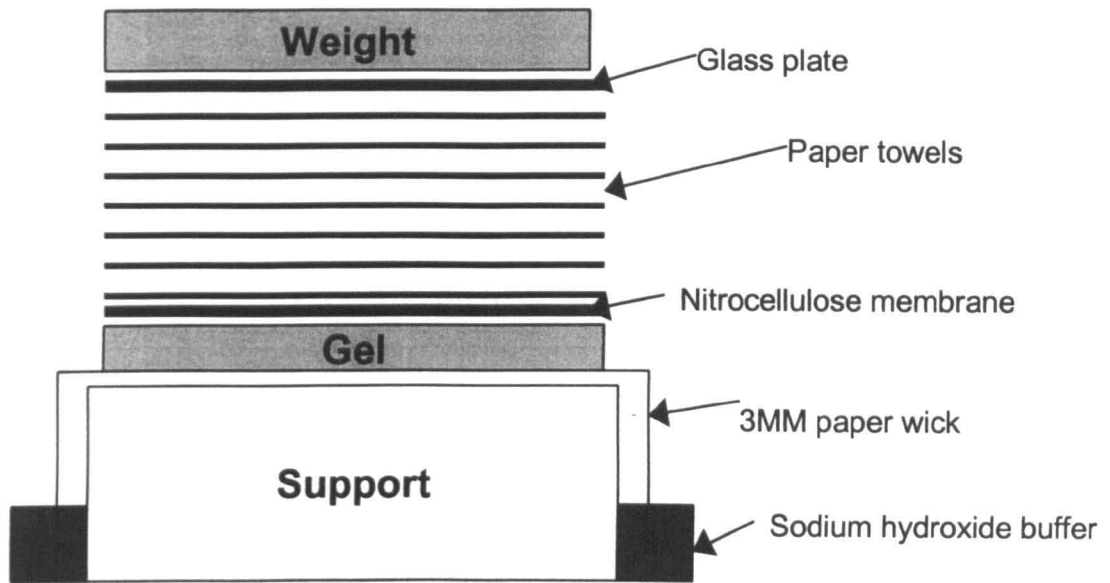 Weight
Glass plate
Paper towels
Nitrocellulose membrane
Gel
3MM paper wick
Support
Sodium hydroxide buffer